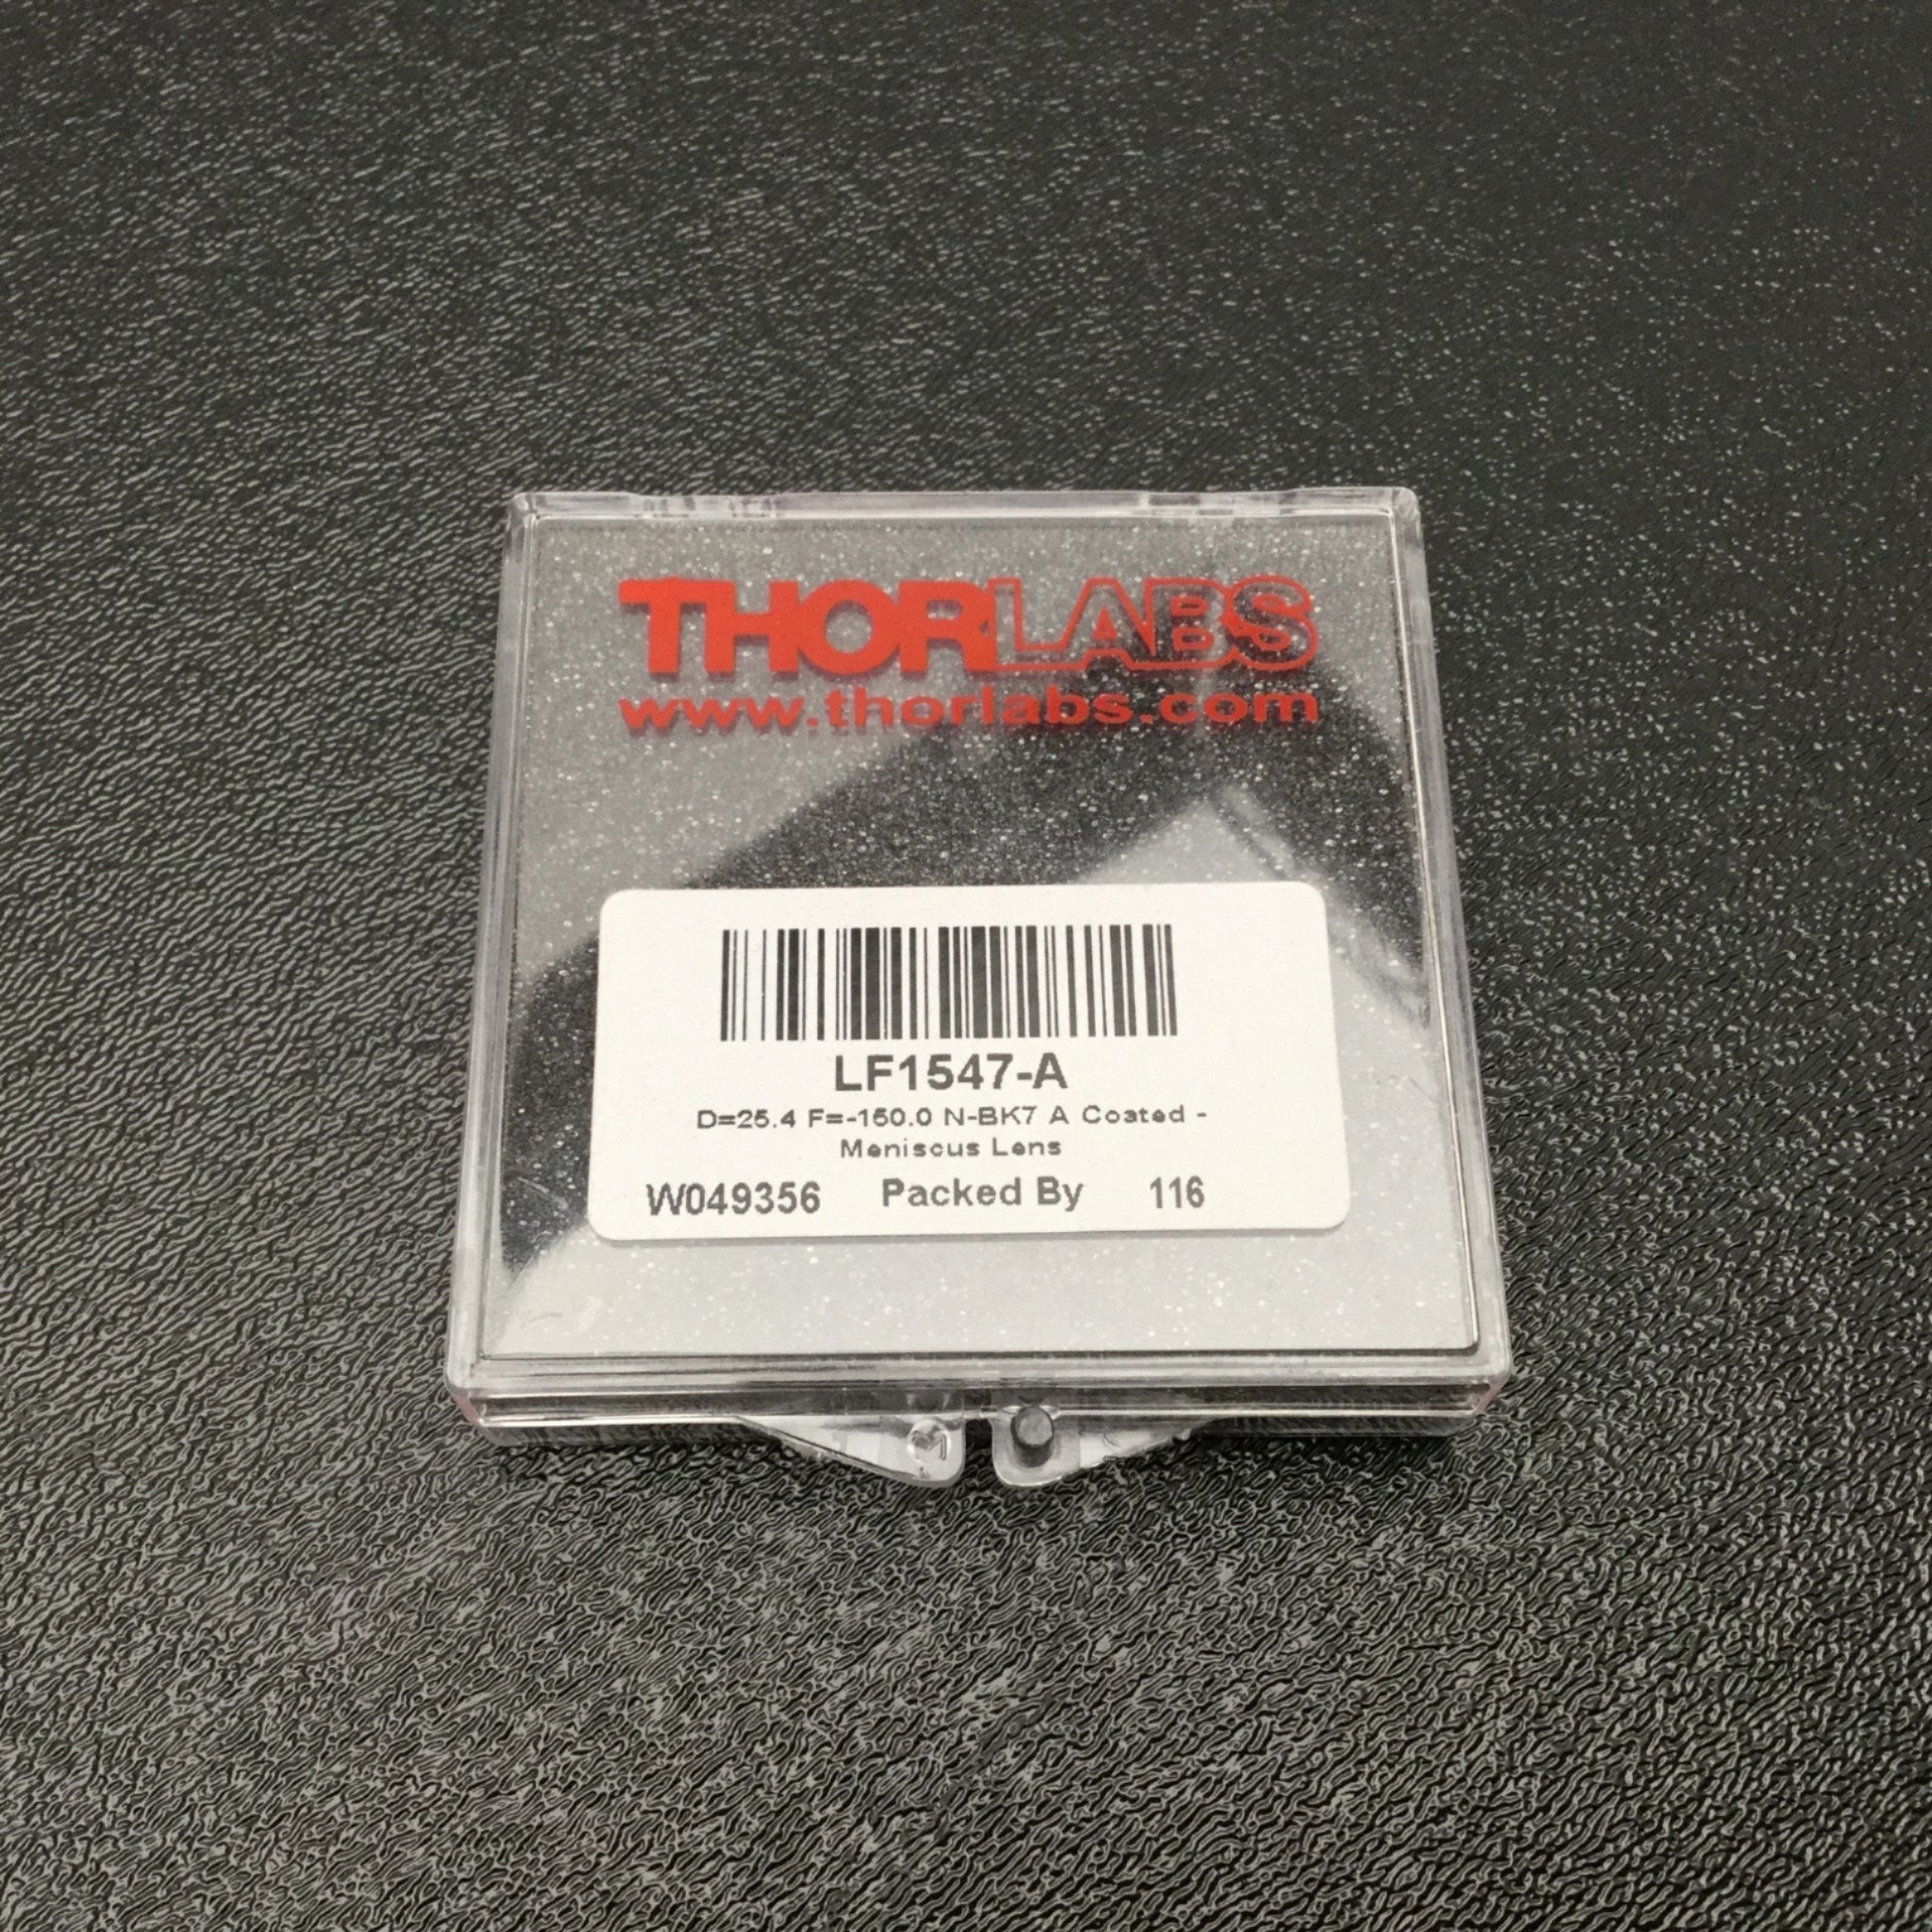 THORLABS
www.thorlabs.com
LF1547-A
D=25.4 F=-150.0 N-BK7 A Coated -
Meniscus Lens
W049356 Packed By 116